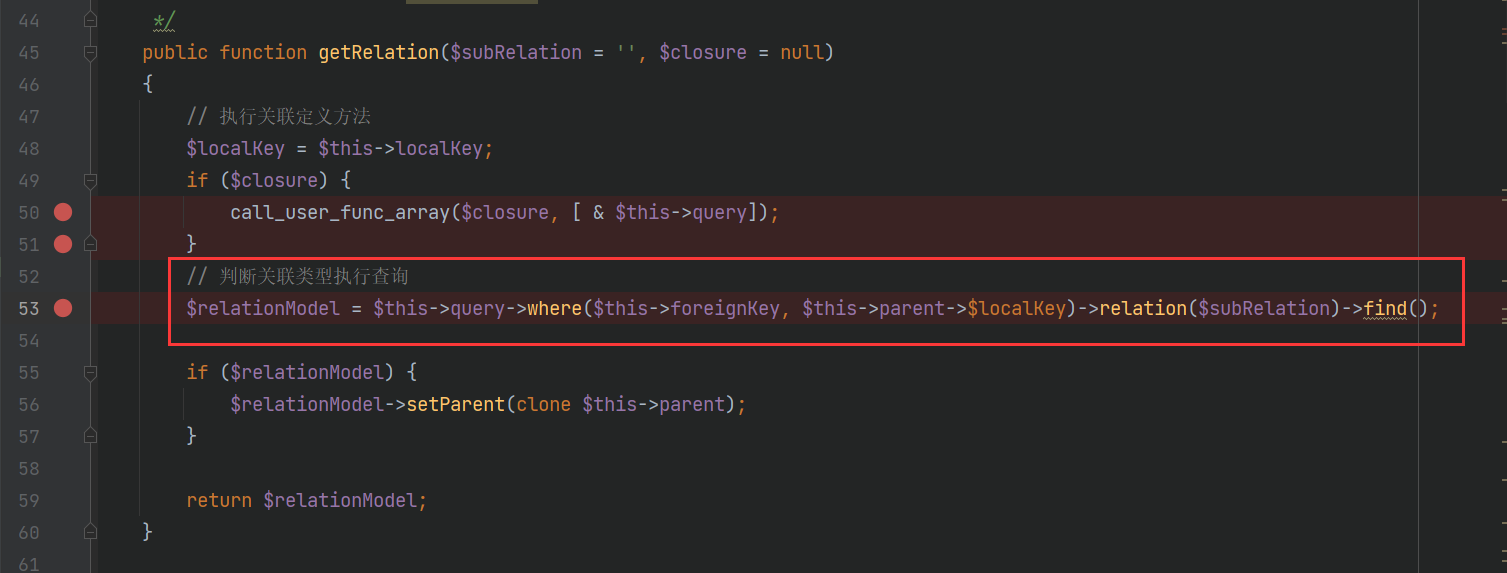 44 */
45 public function getRelation($subRelation = '', $closure = null)
46 {
47 // 执行关联定义方法
48 $localKey = $this->localKey;
49 if ($closure) {
50 call_user_func_array($closure, [ & $this->query]);
51 }
52 // 判断关联类型执行查询
53 $relationModel = $this->query->where($this->foreignKey, $this->parent->$localKey)->relation($subRelation)->find();
54
55 if ($relationModel) {
56 $relationModel->setParent(clone $this->parent);
57 }
58
59 return $relationModel;
60 }
61